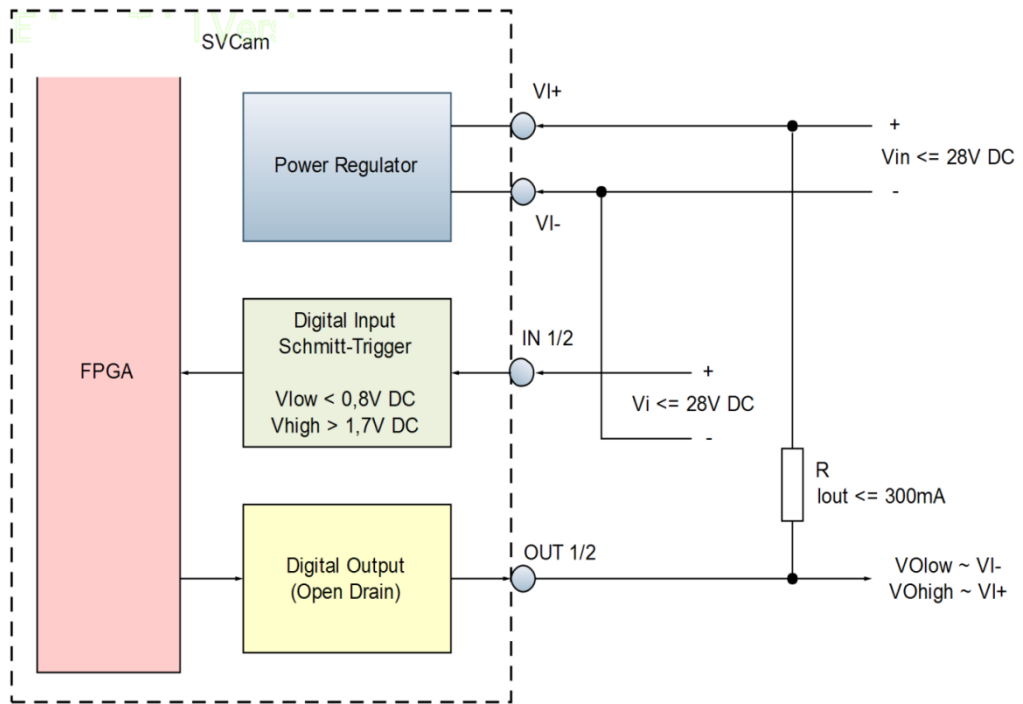 SVCam
VI+
+
Power Regulator
Vin <= 28V DC
-
VI-
Digital Input
Schmitt-Trigger
IN 1/2
FPGA
+
Vlow < 0,8V DC
Vi <= 28V DC
Vhigh > 1,7V DC
-
R
Iout <= 300mA
OUT 1/2
Digital Output
(Open Drain)
VOlow ~ VI-
VOhigh ~ VI+